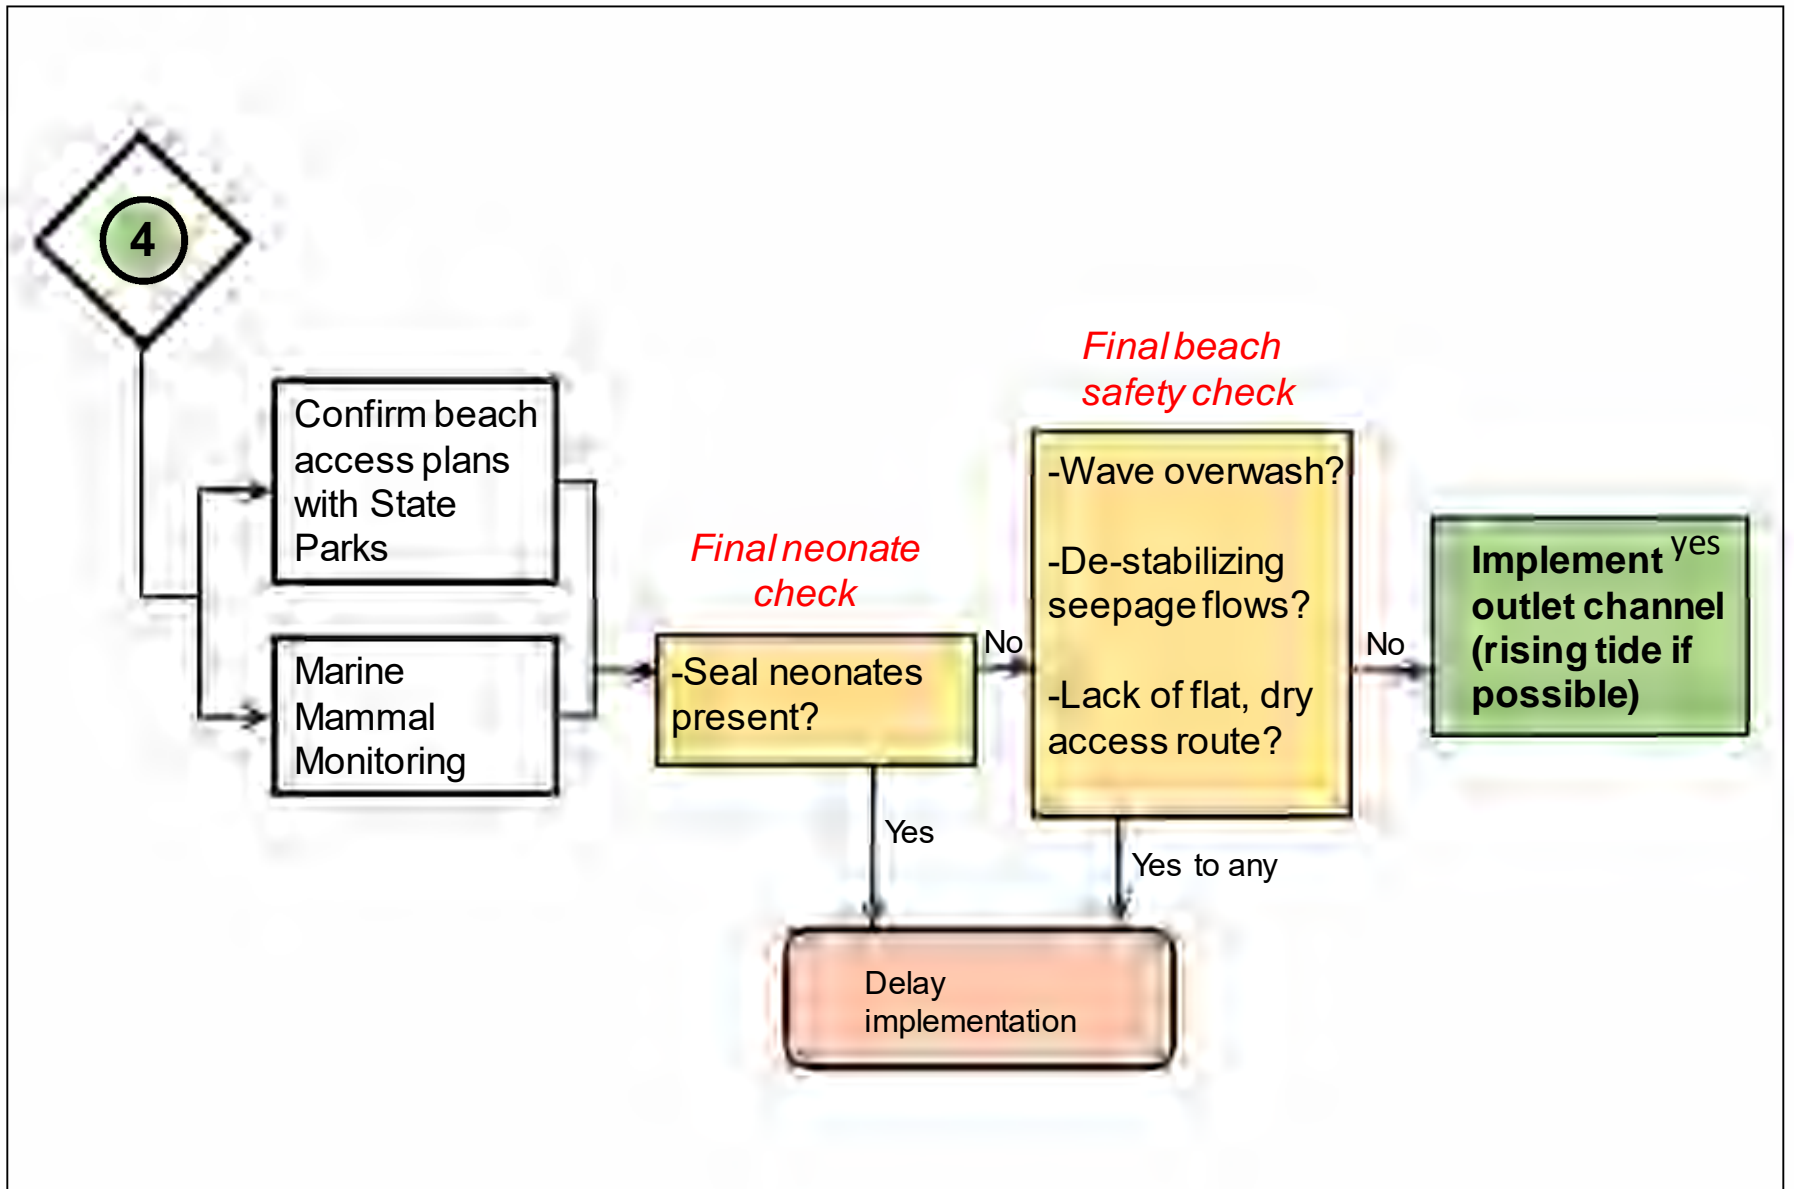 4
Confirm beach
access plans
with State
Parks
Marine
Mammal
Monitoring
Final neonate
check
-Seal neonates
present?
No
Yes
Final beach
safety check
-Wave overwash?
-De-stabilizing
seepage flows?
-Lack of flat, dry
access route?
No
Yes to any
Implement yes
outlet channel
(rising tide if
possible)
Delay
implementation